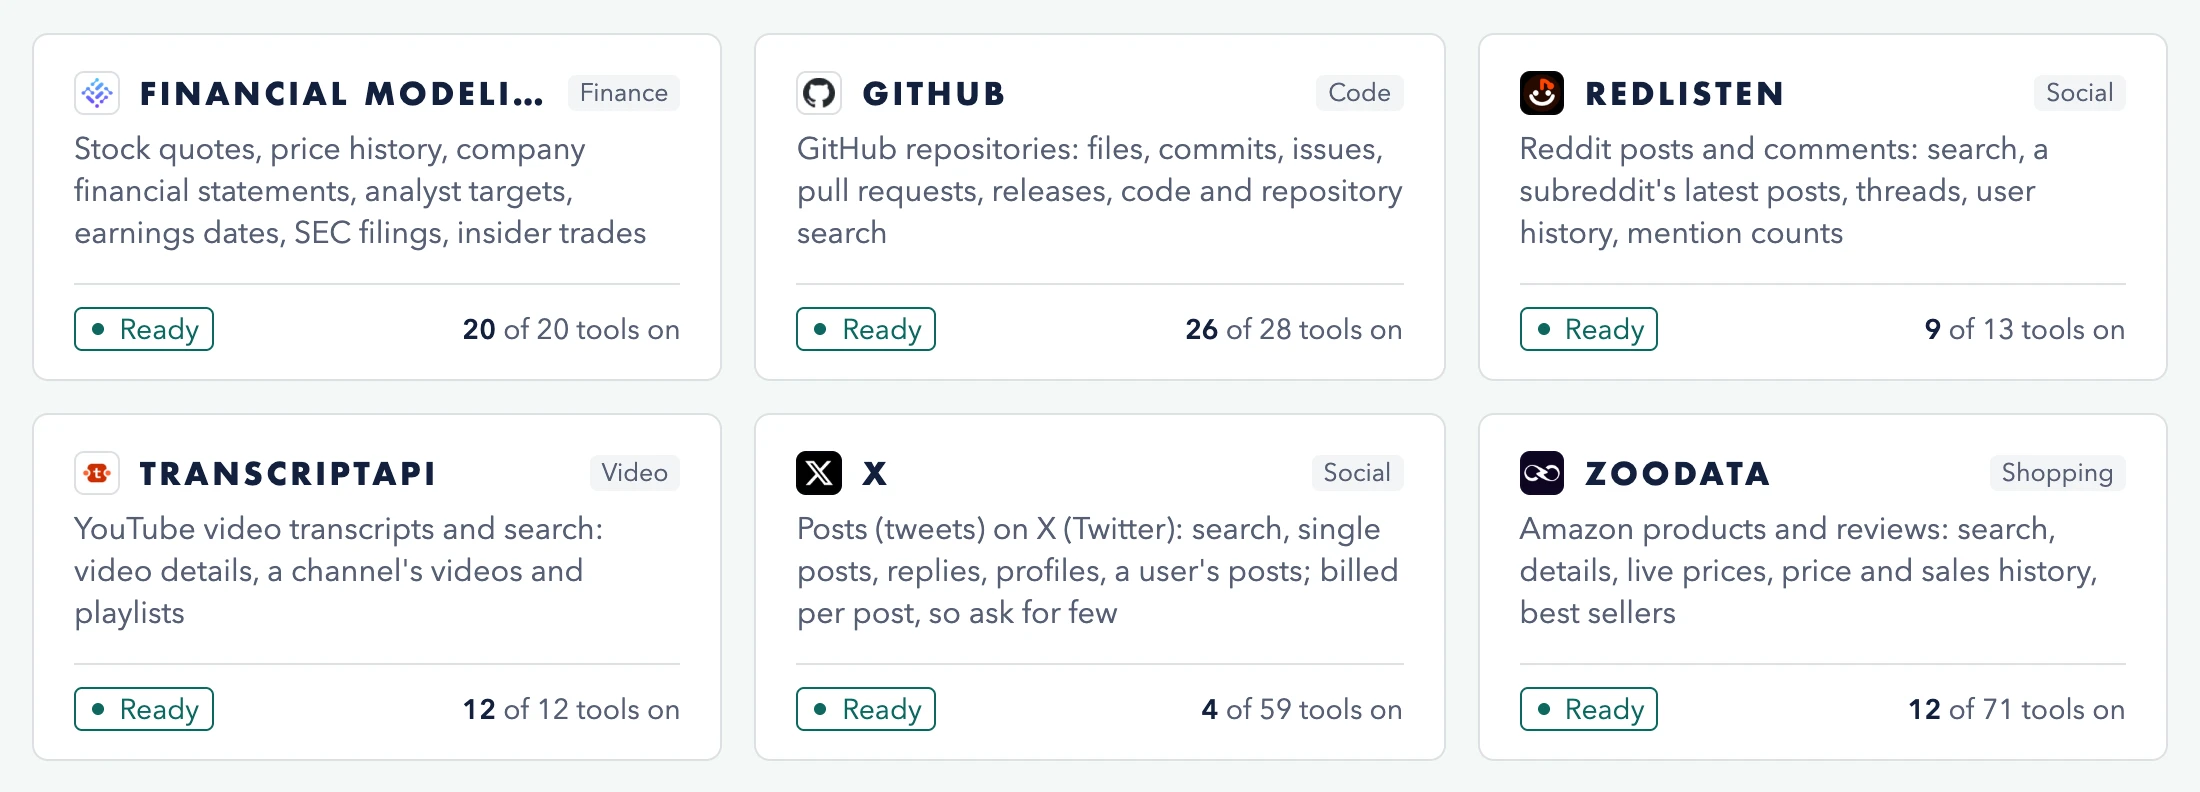 FINANCIAL MODELI...
Finance
Stock quotes, price history, company
financial statements, analyst targets,
earnings dates, SEC filings, insider trades
Ready
20 of 20 tools on
GITHUB
Code
GitHub repositories: files, commits, issues,
pull requests, releases, code and repository
search
Ready
26 of 28 tools on
REDLISTEN
Social
Reddit posts and comments: search, a
subreddit's latest posts, threads, user
history, mention counts
Ready
9 of 13 tools on
t
TRANSCRIPTAPI
Video
YouTube video transcripts and search:
video details, a channel's videos and
playlists
Ready
12 of 12 tools on
X
X
Social
Posts (tweets) on X (Twitter): search, single
posts, replies, profiles, a user's posts; billed
per post, so ask for few
Ready
4 of 59 tools on
ZOODATA
Shopping
Amazon products and reviews: search,
details, live prices, price and sales history,
best sellers
Ready
12 of 71 tools on